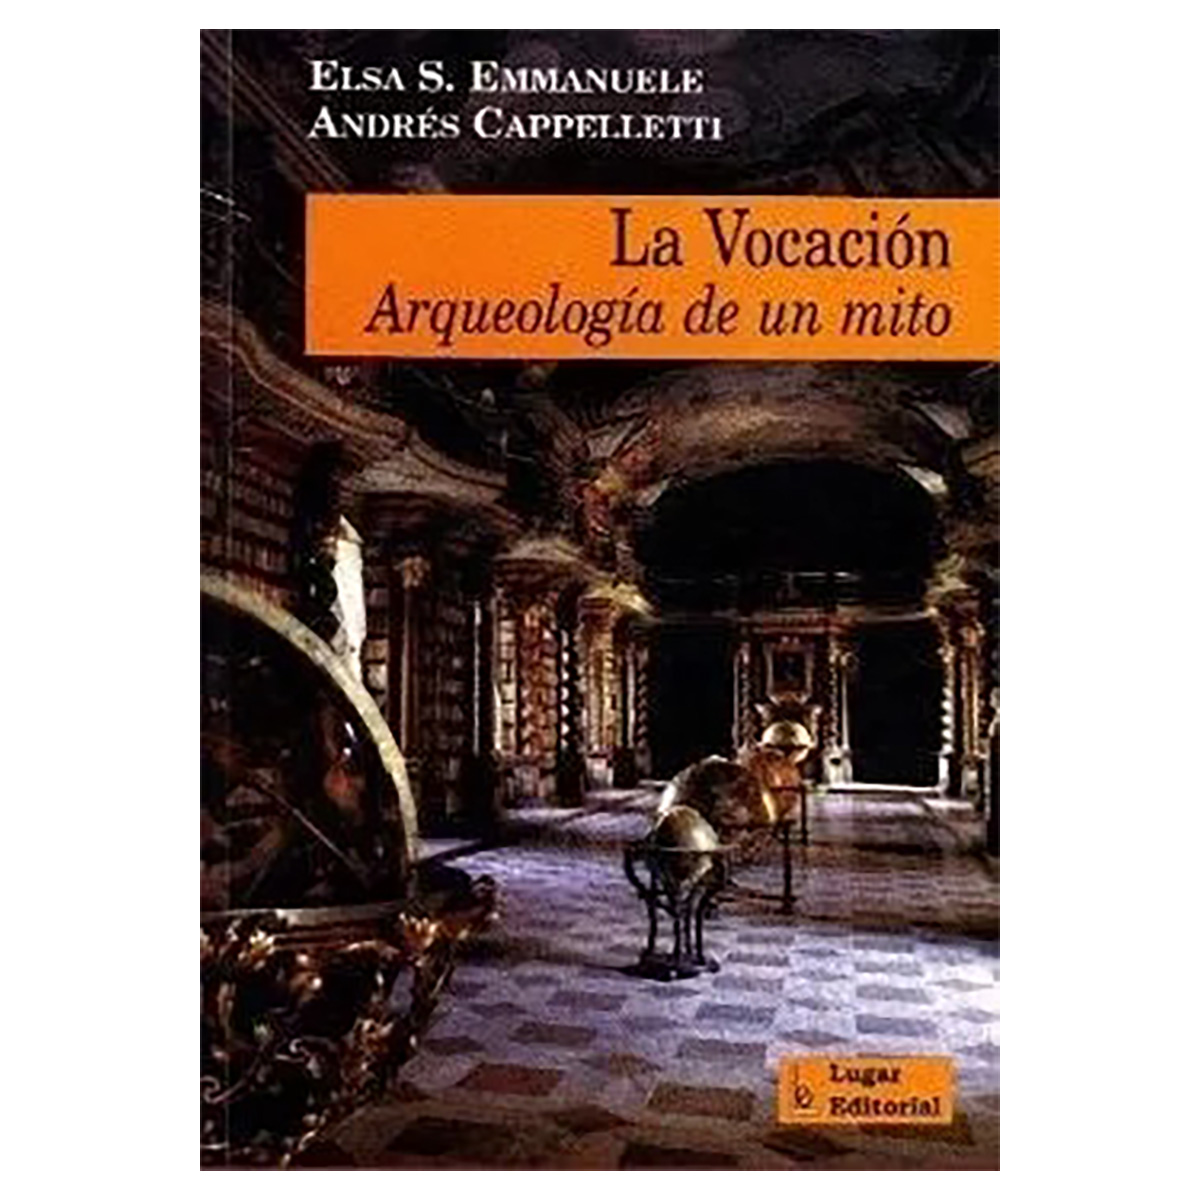 ELSA S. EMMANUELE
ANDRÉS CAPPELLETTI
La Vocación
Arqueología de un mito
Lugar
Editorial